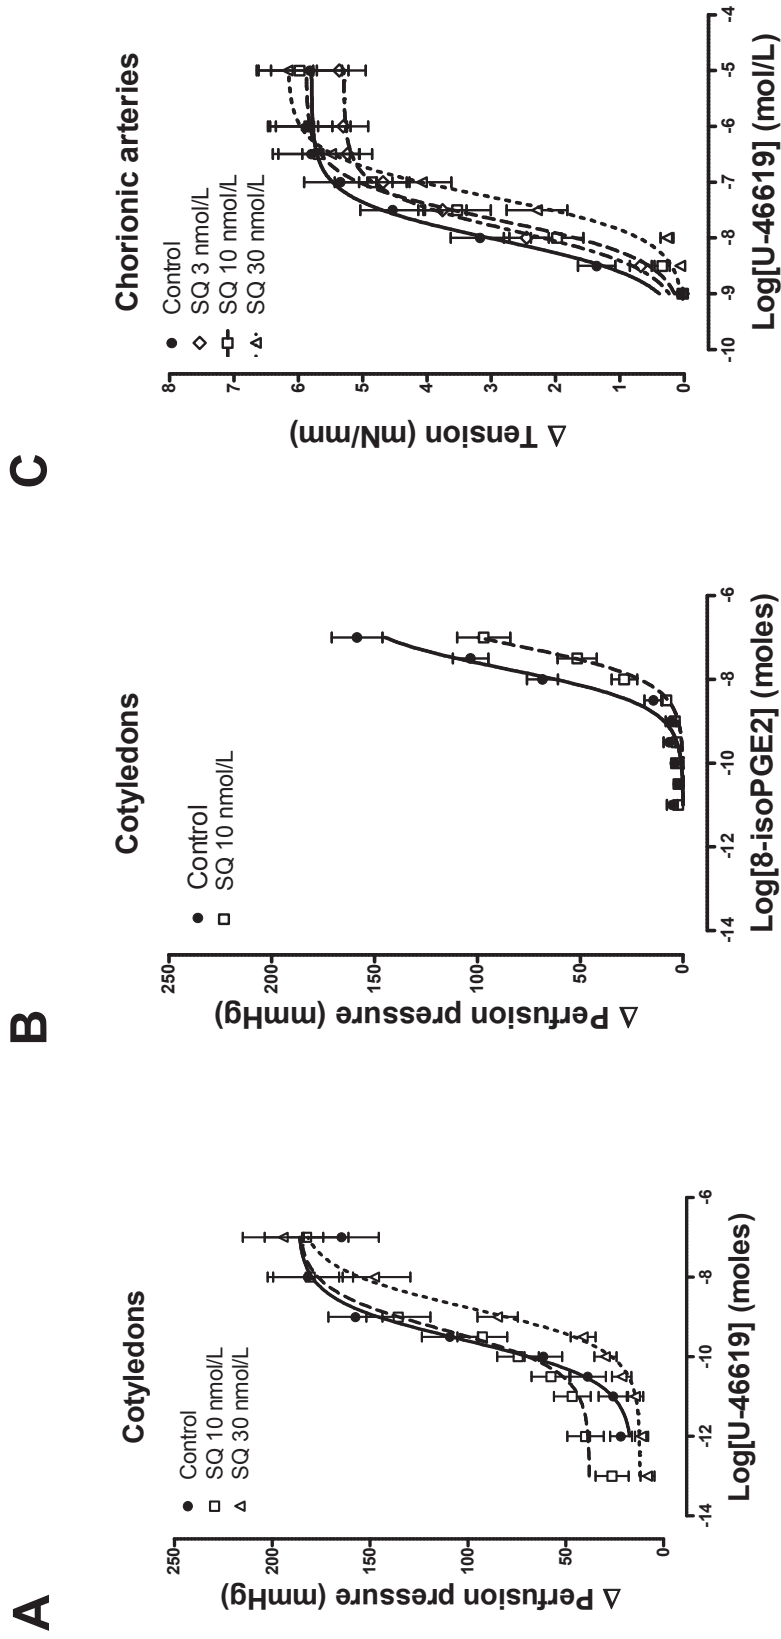 A
Cotyledons
Control
SQ 10 nmol/L
SQ 30 nmol/L
250
200
150
100
50
0
Δ Perfusion pressure (mmHg)
-14
-12
-10
-8
-6
Log[U-46619] (moles)
B
Cotyledons
Control
SQ 10 nmol/L
250
200
150
100
50
0
Δ Perfusion pressure (mmHg)
-14
-12
-10
-8
-6
Log[8-isoPGE2] (moles)
C
Chorionic arteries
Control
SQ 3 nmol/L
SQ 10 nmol/L
SQ 30 nmol/L
8
7
6
5
4
3
2
1
0
Δ Tension (mN/mm)
-10
-9
-8
-7
-6
-5
-4
Log[U-46619] (mol/L)